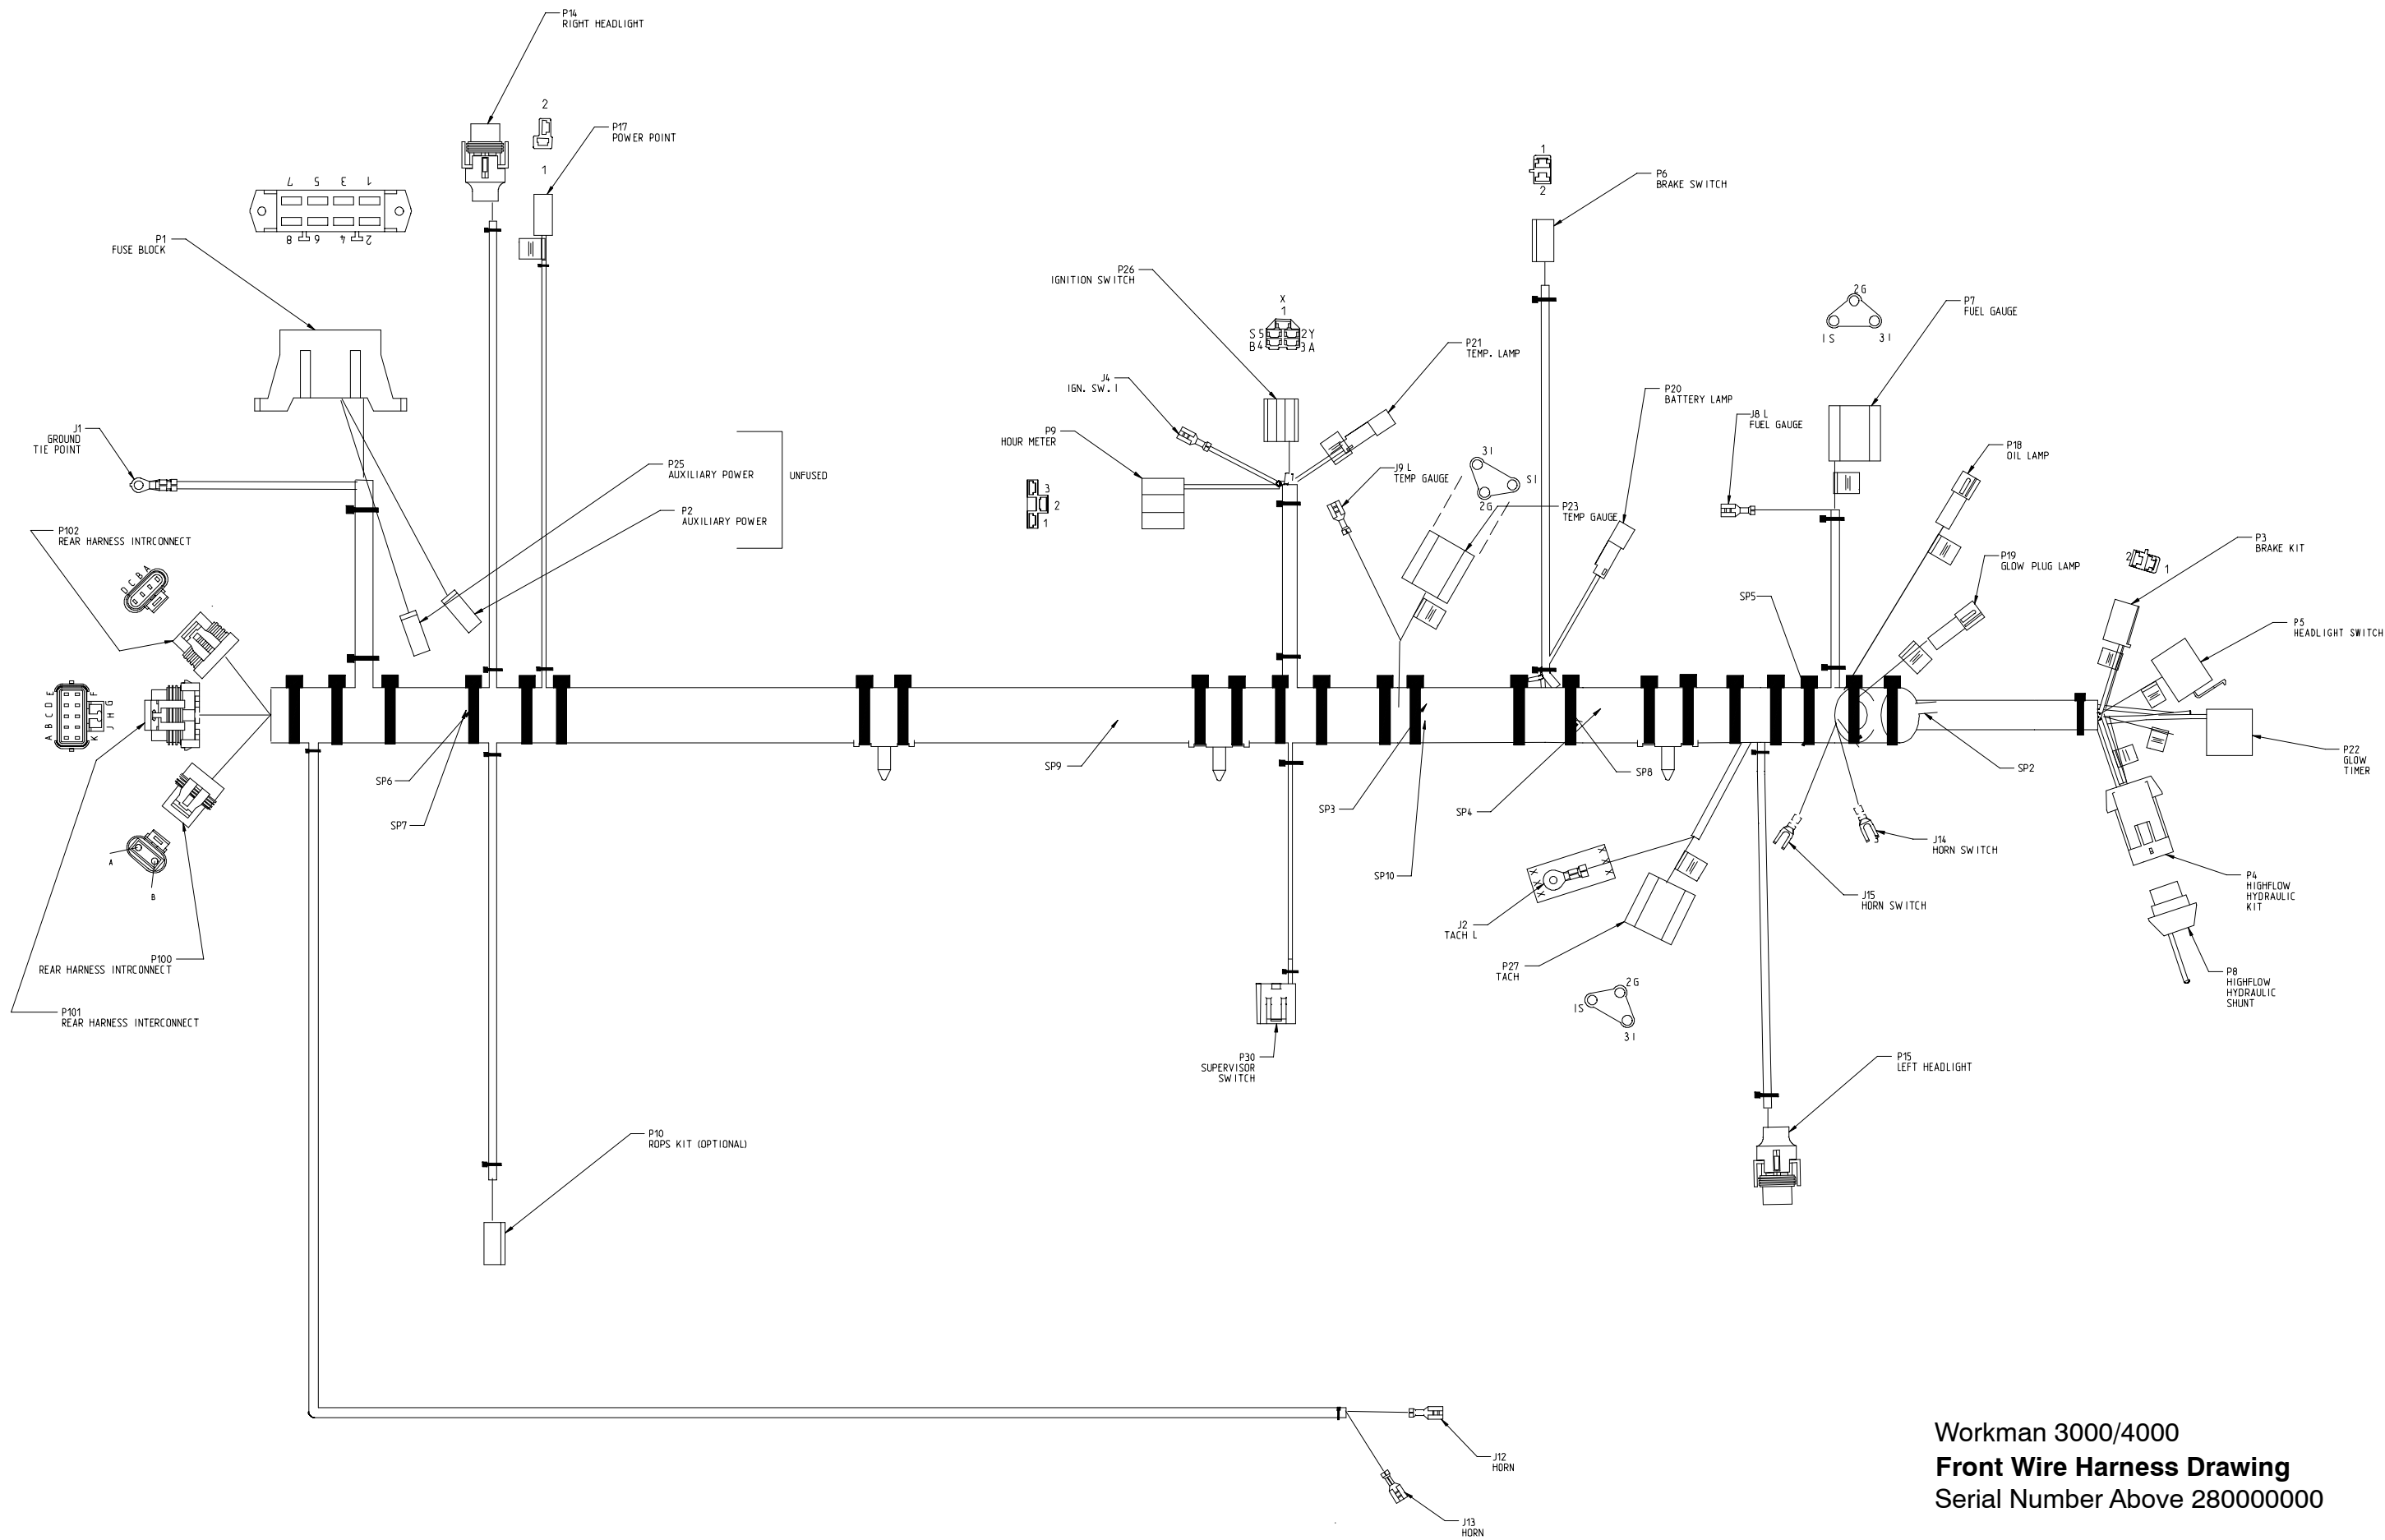 P14
RIGHT HEADLIGHT
2
P17
POWER POINT
1
7 5 3 1
8 6 4 2
P1
FUSE BLOCK
J1
GROUND
TIE POINT
P25
AUXILIARY POWER
UNFUSED
P2
AUXILIARY POWER
P102
REAR HARNESS INTRCONNECT
D C B A
A B C D E
F
G
H
J
K
A
B
P100
REAR HARNESS INTRCONNECT
P101
REAR HARNESS INTERCONNECT
SP6
SP7
P10
ROPS KIT (OPTIONAL)
P26
IGNITION SWITCH
X
1
S 5 2 Y
B 4 3 A
P21
TEMP. LAMP
J4
IGN. SW. I
P9
HOUR METER
3
2
1
J9 L
TEMP GAUGE
3 I
S I
2 G
P23
TEMP GAUGE
1
2
P6
BRAKE SWITCH
P20
BATTERY LAMP
2 G
1 S 3 I
P7
FUEL GAUGE
J8 L
FUEL GAUGE
P18
OIL LAMP
P19
GLOW PLUG LAMP
SP5
P3
BRAKE KIT
2
1
P5
HEADLIGHT SWITCH
P22
GLOW
TIMER
SP9
SP3
SP10
SP4
SP8
SP2
J14
HORN SWITCH
J15
HORN SWITCH
X X
X X
X X
X X
J2
TACH L
P27
TACH
2 G
1S
3 I
P30
SUPERVISOR
SWITCH
B
P4
HIGHFLOW
HYDRAULIC
KIT
P8
HIGHFLOW
HYDRAULIC
SHUNT
P15
LEFT HEADLIGHT
J12
HORN
J13
HORN
Workman 3000/4000
Front Wire Harness Drawing
Serial Number Above 280000000